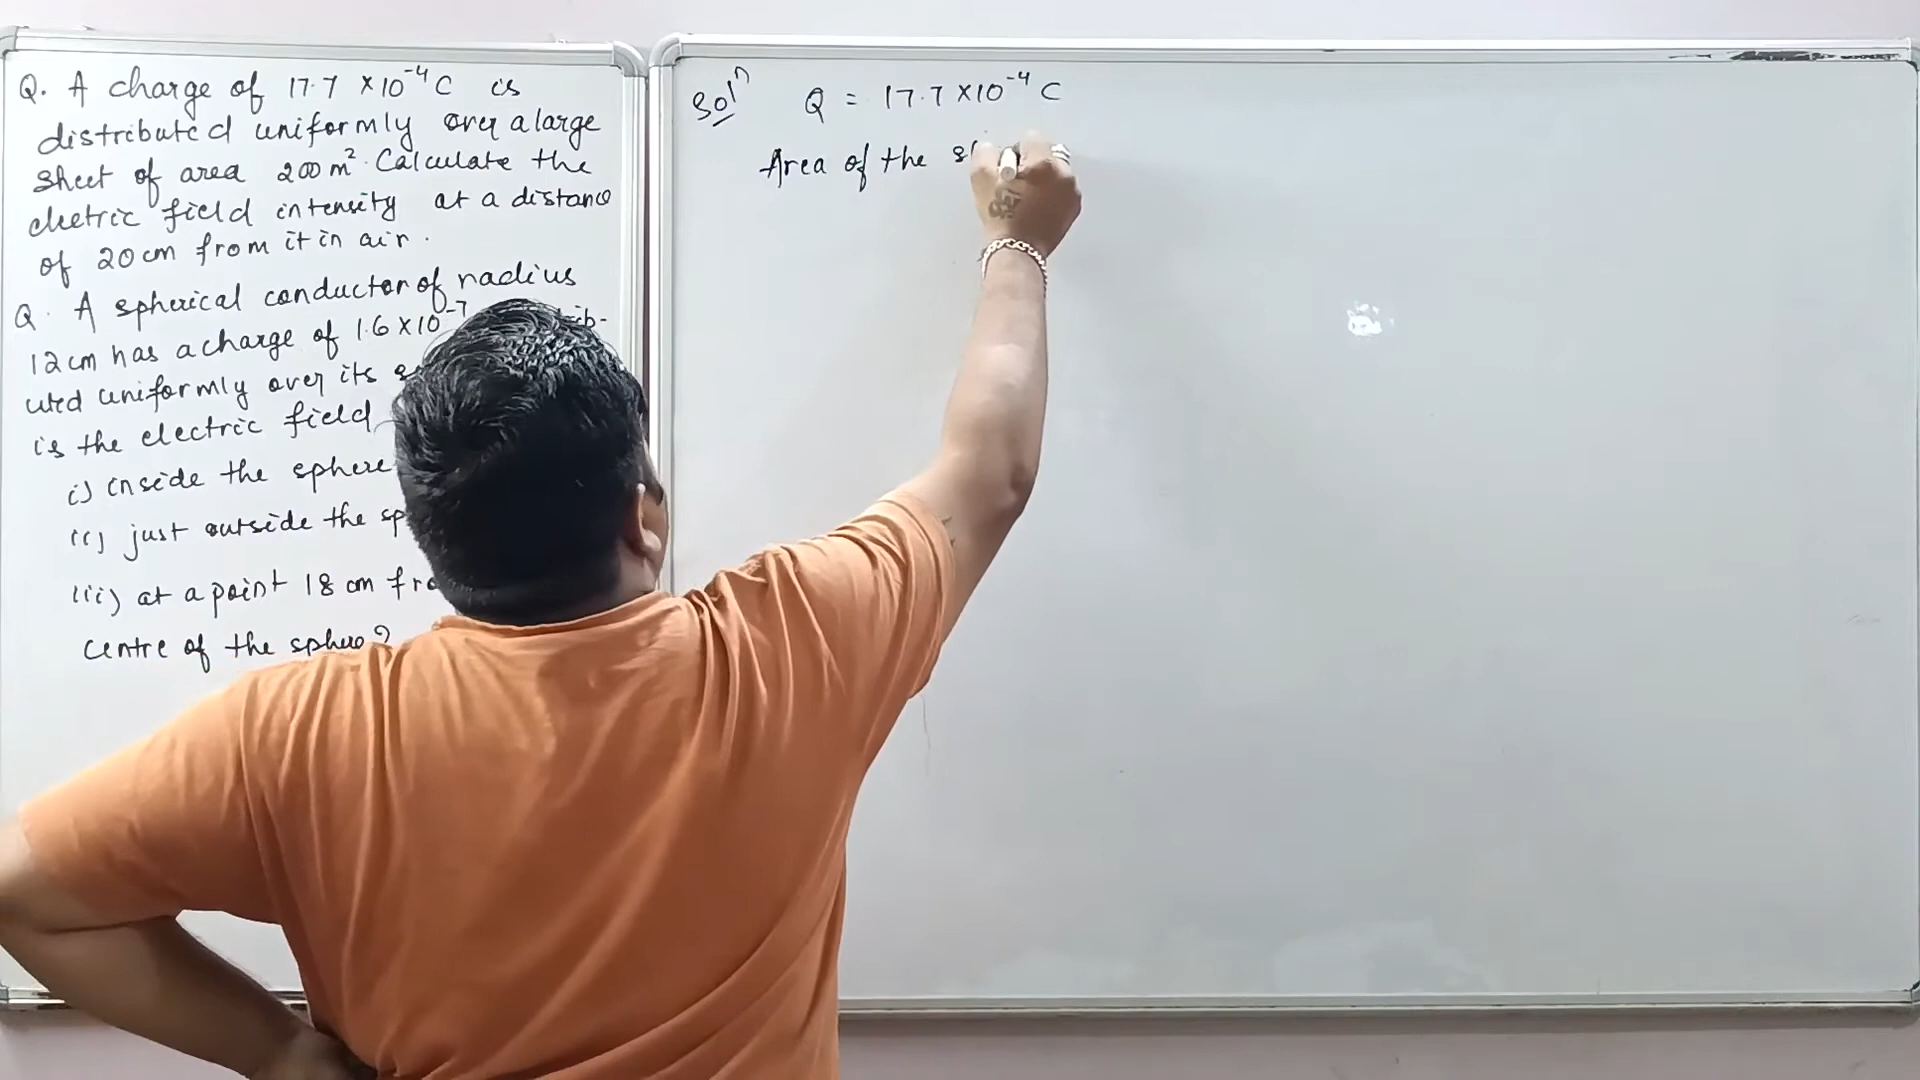 Q. A charge of 17.7 ×10⁻⁴ C is
distributed uniformly over a large
sheet of area 200 m². Calculate the
electric field intensity at a distance
of 20 cm from it in air.
Q. A spherical conductor of radius
12 cm has a charge of 1.6 ×10⁻⁷
uted uniformly over its
is the electric field
i) inside the sphere
ii) just outside the
iii) at a point 18 cm
centre of the sphere?
Solⁿ Q = 17.7 ×10⁻⁴ C
Area of the